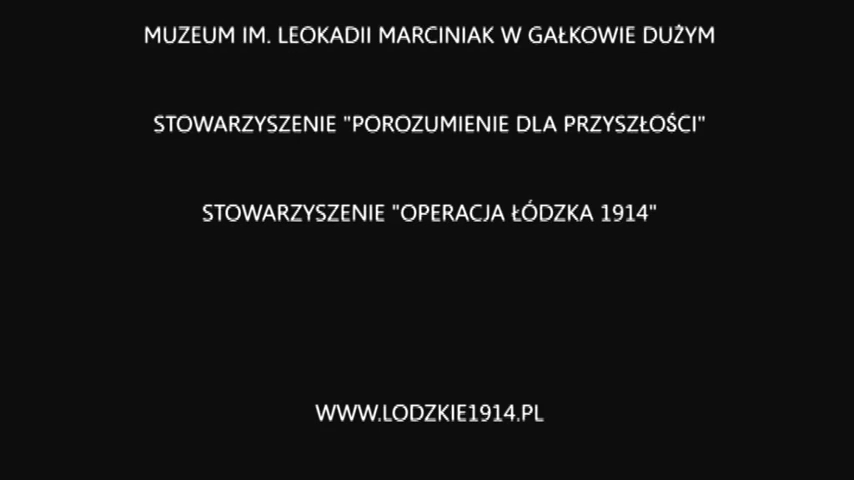 MUZEUM IM. LEOKADII MARCINIAK W GAŁKOWIE DUŻYM
STOWARZYSZENIE "POROZUMIENIE DLA PRZYSZŁOŚCI"
STOWARZYSZENIE "OPERACJA ŁÓDZKA 1914"
WWW.LODZKIE1914.PL